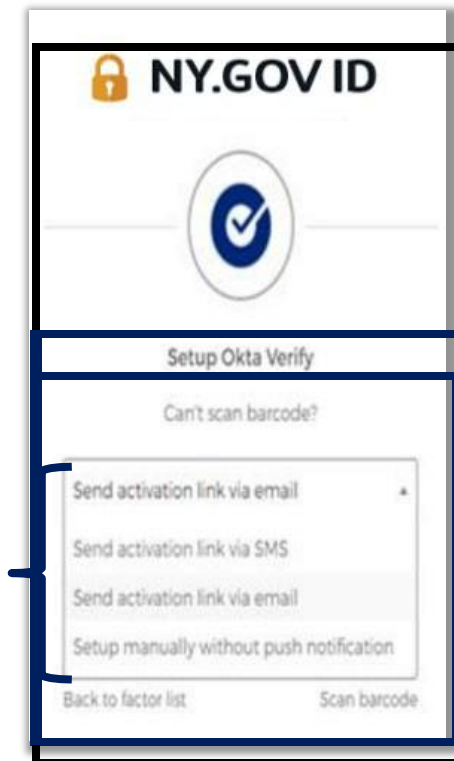 NY.GOV ID
Setup Okta Verify
Can't scan barcode?
Send activation link via email
Send activation link via SMS
Send activation link via email
Setup manually without push notification
Back to factor list Scan barcode